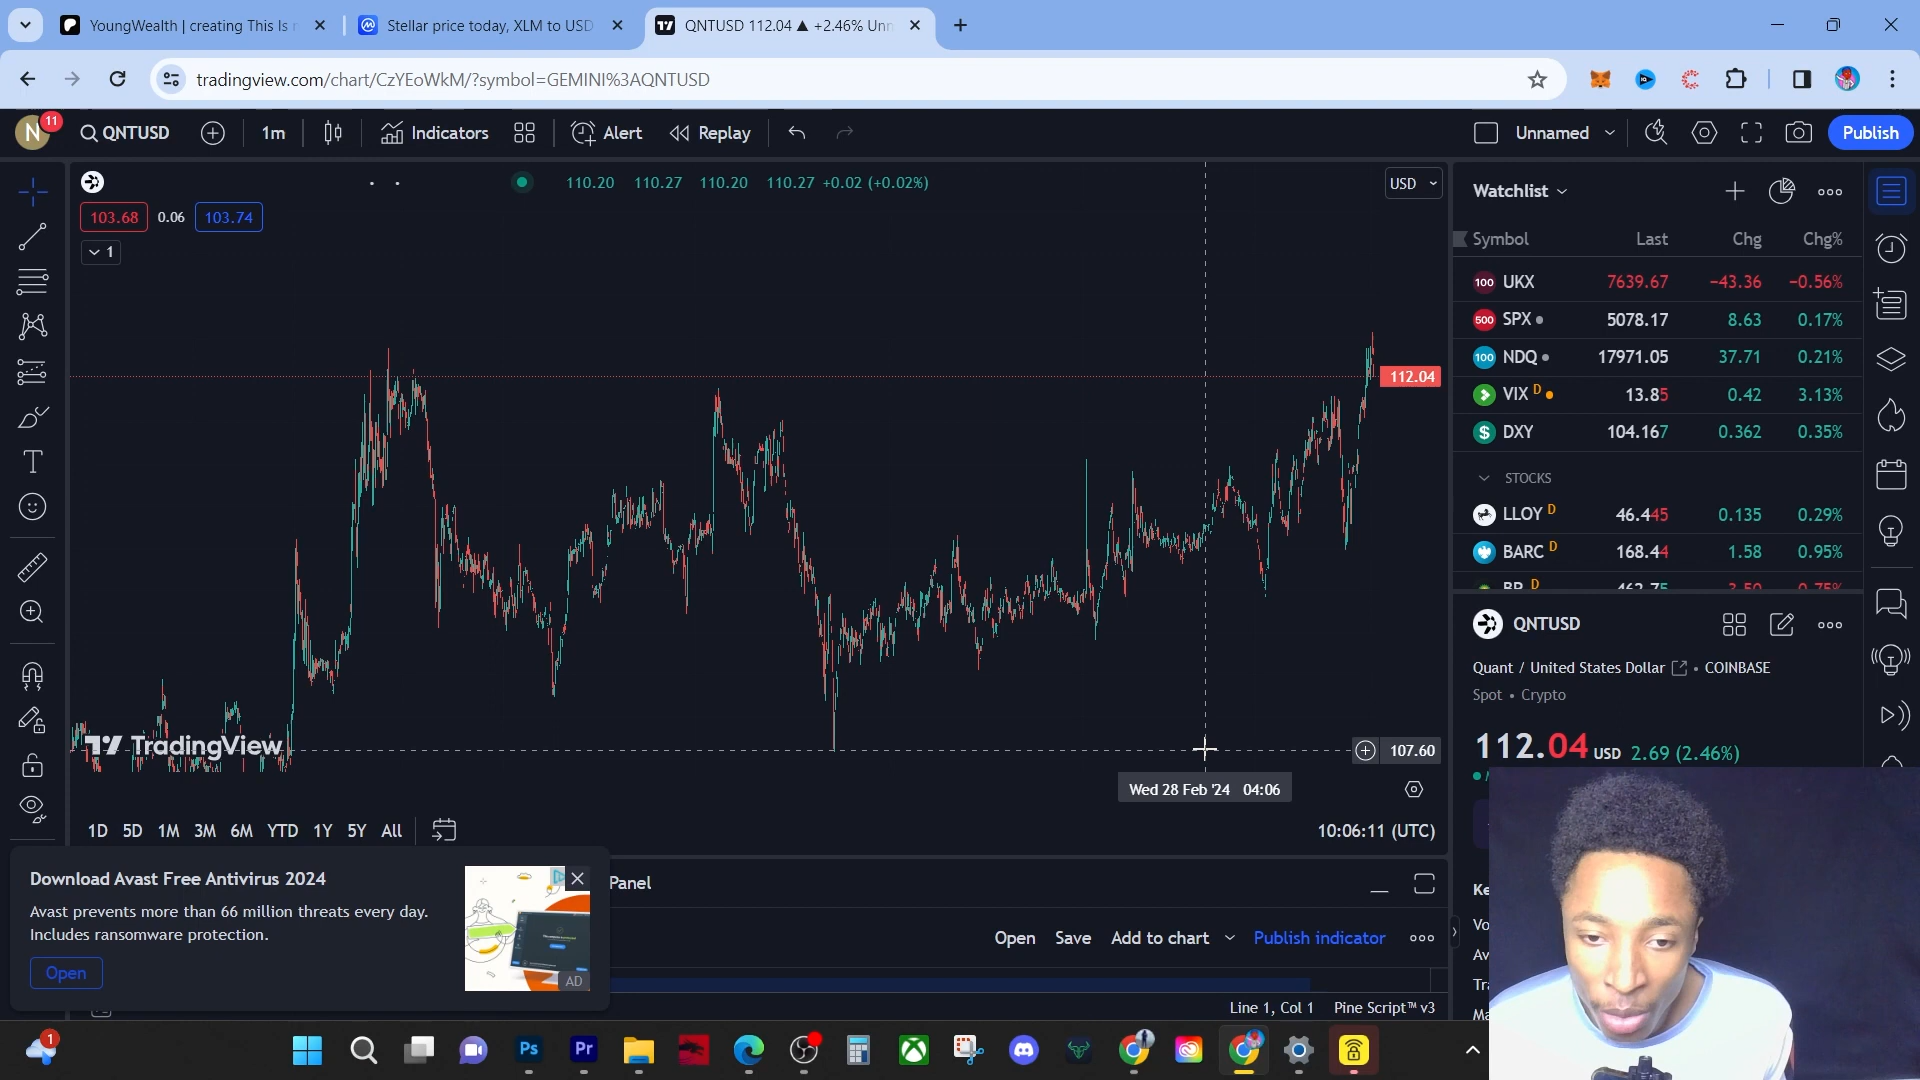 YoungWealth | creating This Is
Stellar price today, XLM to USD
QNTUSD 112.04 ▲ +2.46% Unn
tradingview.com/chart/CzYEoWkM/?symbol=GEMINI%3AQNTUSD
N
11
QNTUSD
1m
Indicators
Alert
Replay
Unnamed
Publish
110.20 110.27 110.20 110.27 +0.02 (+0.02%)
USD
103.68 0.06 103.74
1
112.04
TradingView
107.60
Wed 28 Feb '24 04:06
1D 5D 1M 3M 6M YTD 1Y 5Y All
10:06:11 (UTC)
Watchlist
Symbol Last Chg Chg%
100 UKX 7639.67 −43.36 −0.56%
500 SPX 5078.17 8.63 0.17%
100 NDQ 17971.05 37.71 0.21%
VIX D 13.85 0.42 3.13%
$ DXY 104.167 0.362 0.35%
STOCKS
LLOY D 46.445 0.135 0.29%
BARC D 168.44 1.58 0.95%
QNTUSD
Quant / United States Dollar • COINBASE
Spot • Crypto
112.04 USD 2.69 (2.46%)
Download Avast Free Antivirus 2024
Avast prevents more than 66 million threats every day.
Includes ransomware protection.
Open
AD
Panel
Open Save Add to chart Publish indicator
Line 1, Col 1 Pine Script™ v3
1
Ps
Pr